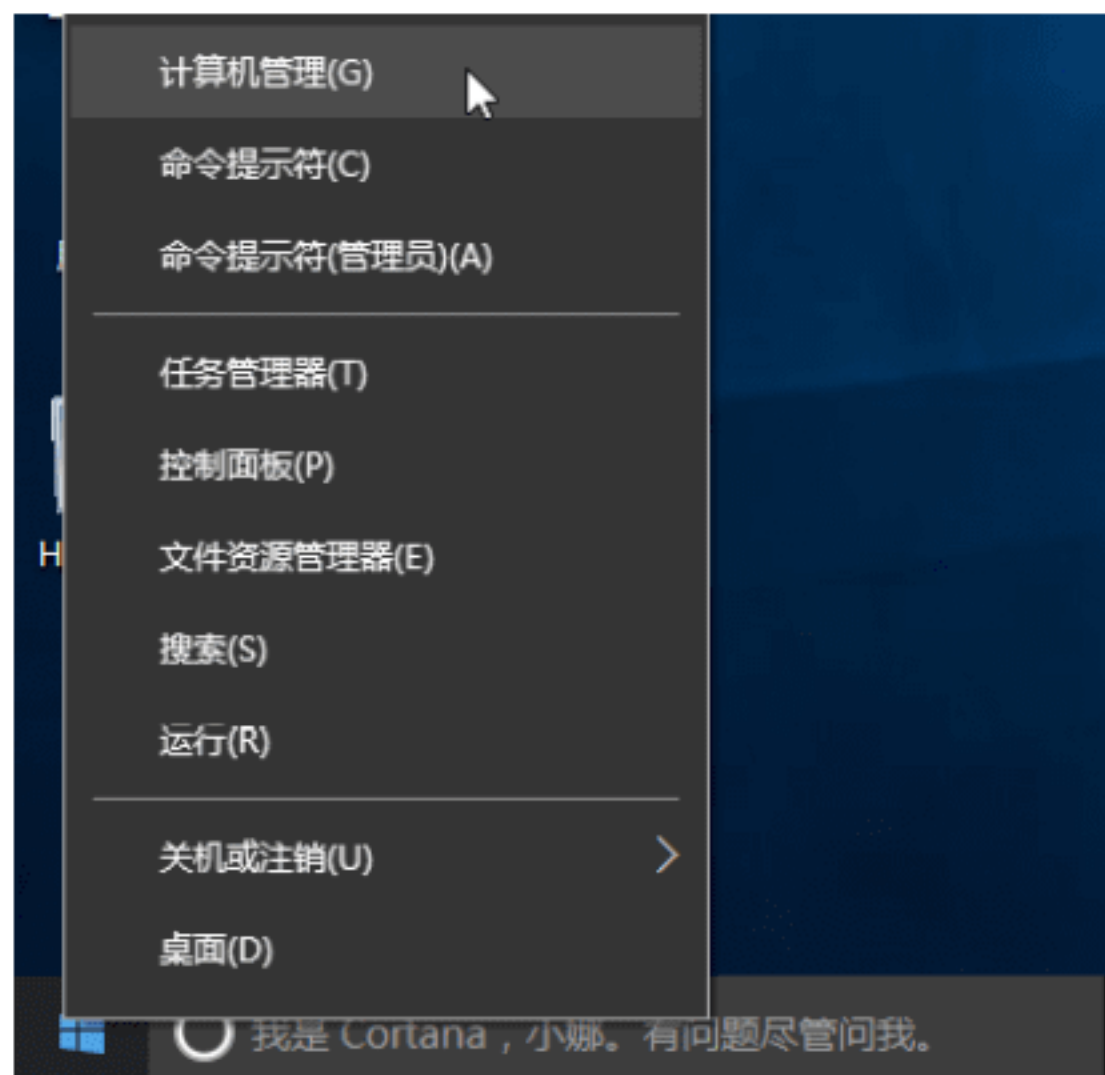 计算机管理(G)
命令提示符(C)
命令提示符(管理员)(A)
任务管理器(T)
控制面板(P)
文件资源管理器(E)
搜索(S)
运行(R)
关机或注销(U)
桌面(D)
我是 Cortana，小娜。有问题尽管问我。